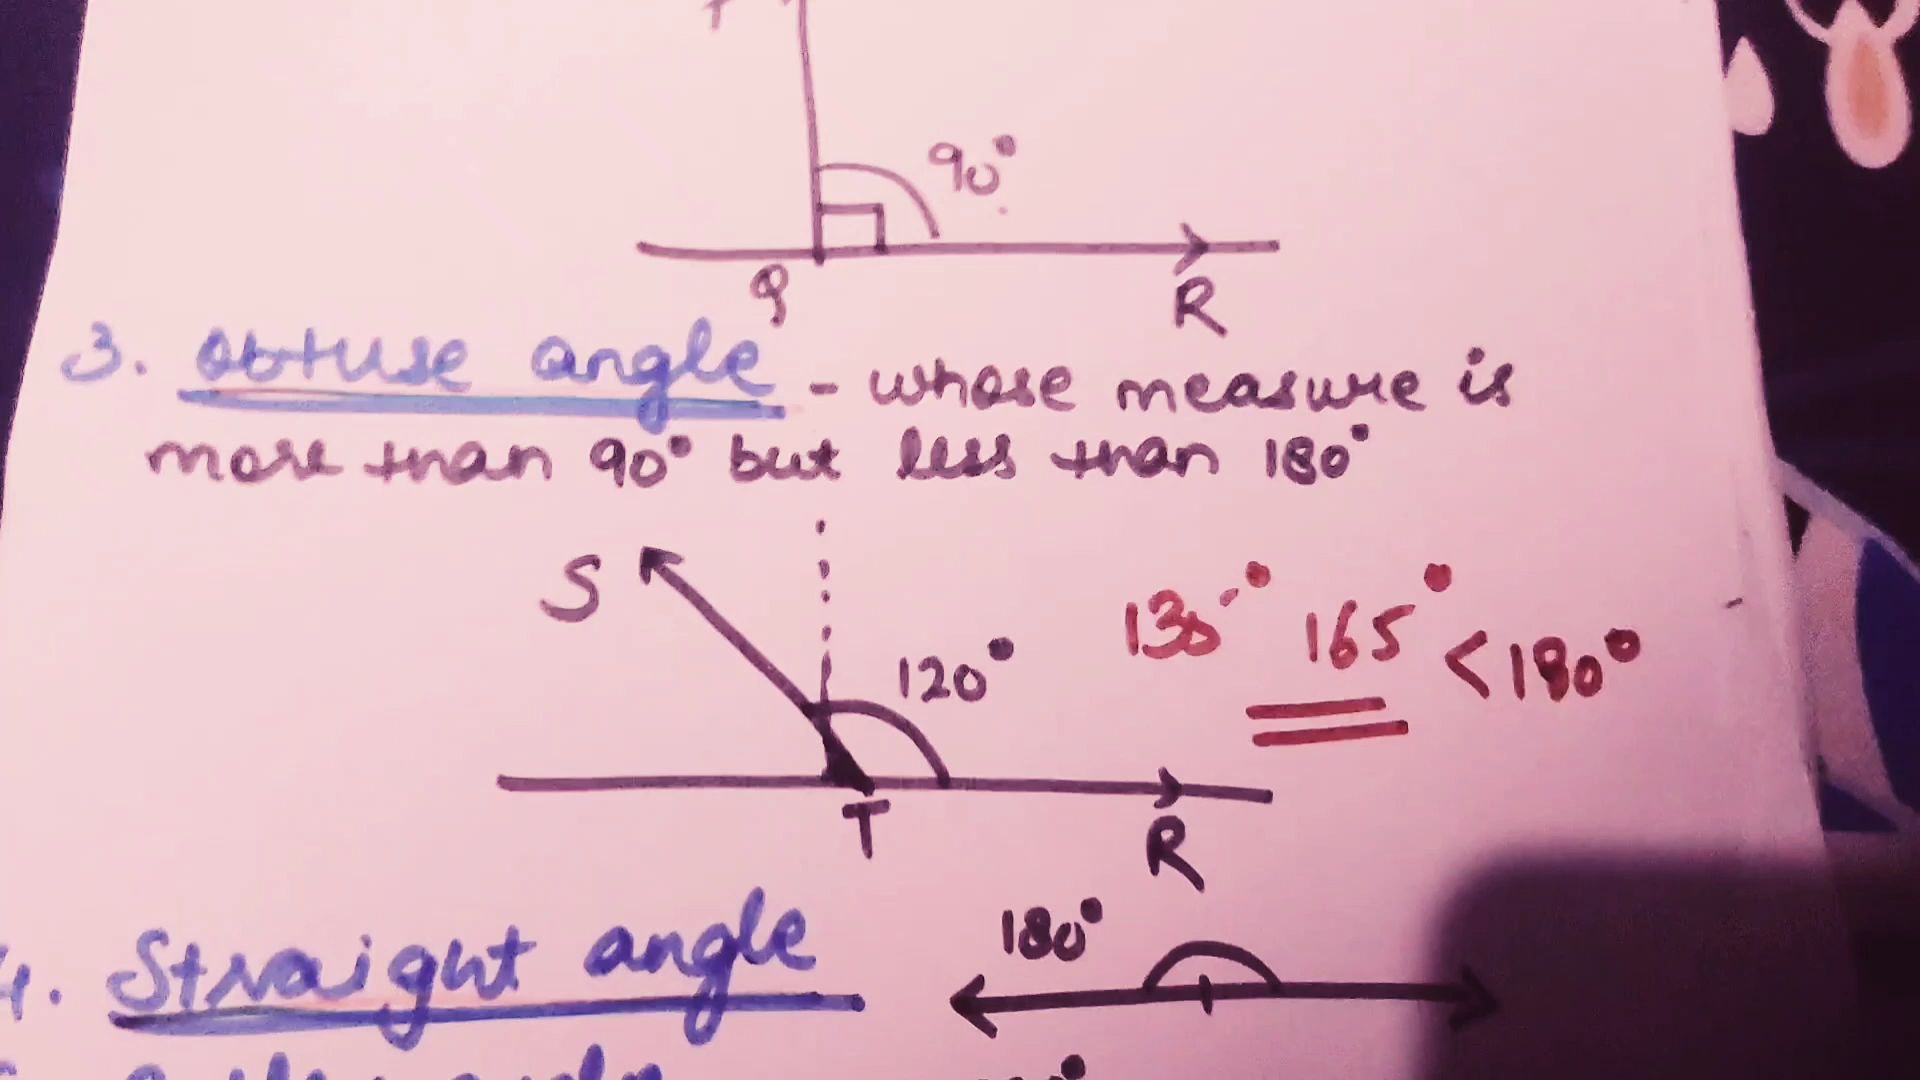 90°
Q
R
3. Obtuse angle - whose measure is
more than 90° but less than 180°
S
120°
130° 165° < 180°
T
R
4. Straight angle
180°